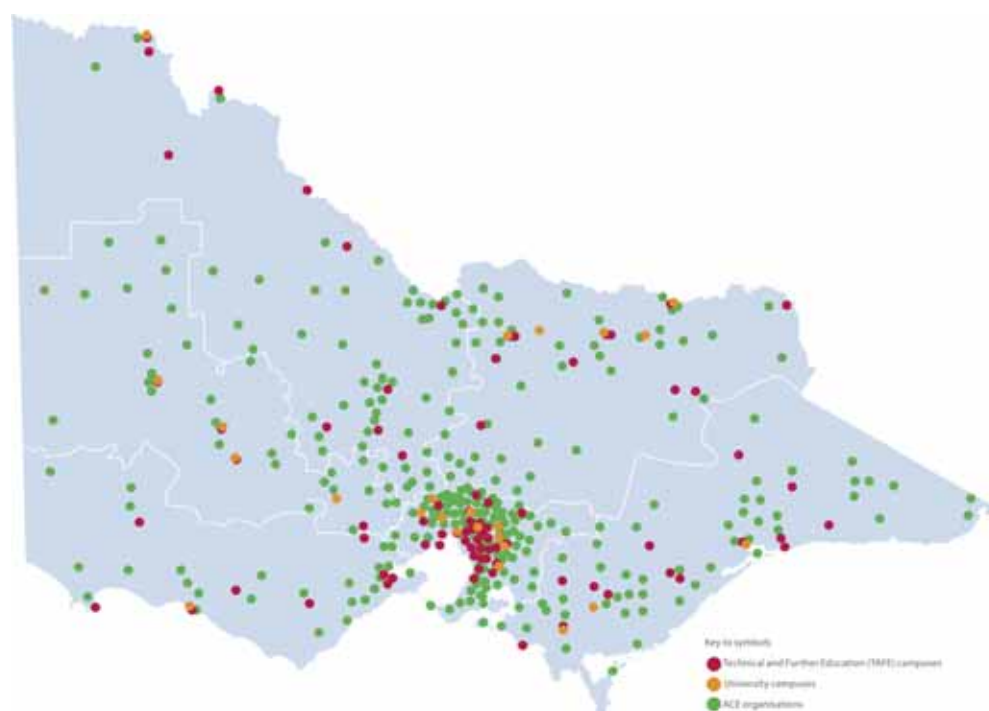 Key to symbols
Technical and Further Education (TAFE) campuses
University campuses
ACE organisations